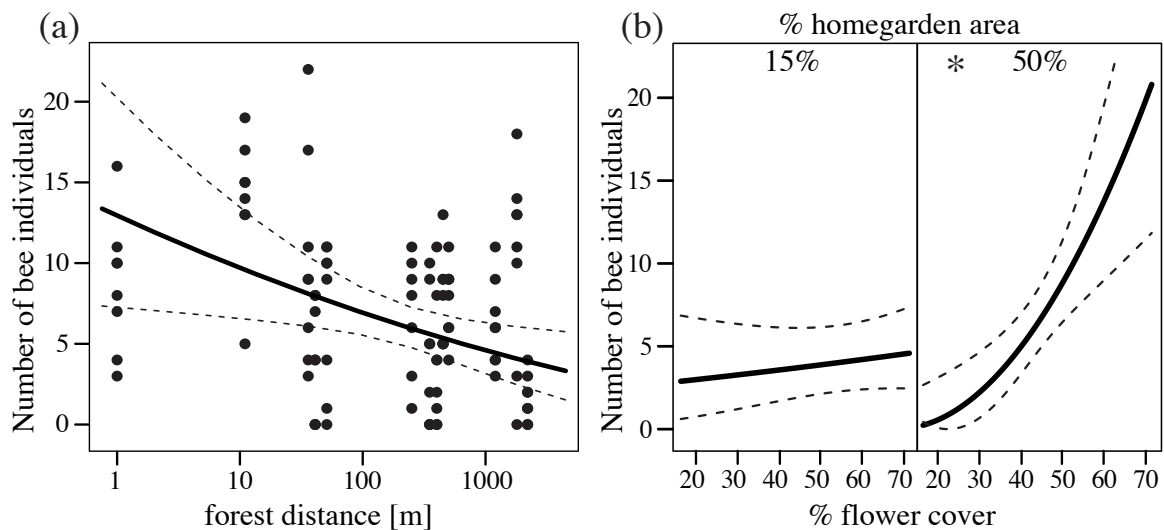 (a)
Number of bee individuals
20
15
10
5
0
1 10 100 1000
forest distance [m]
(b)
% homegarden area
15% * 50%
Number of bee individuals
20
15
10
5
0
20 30 40 50 60 70 20 30 40 50 60 70
% flower cover